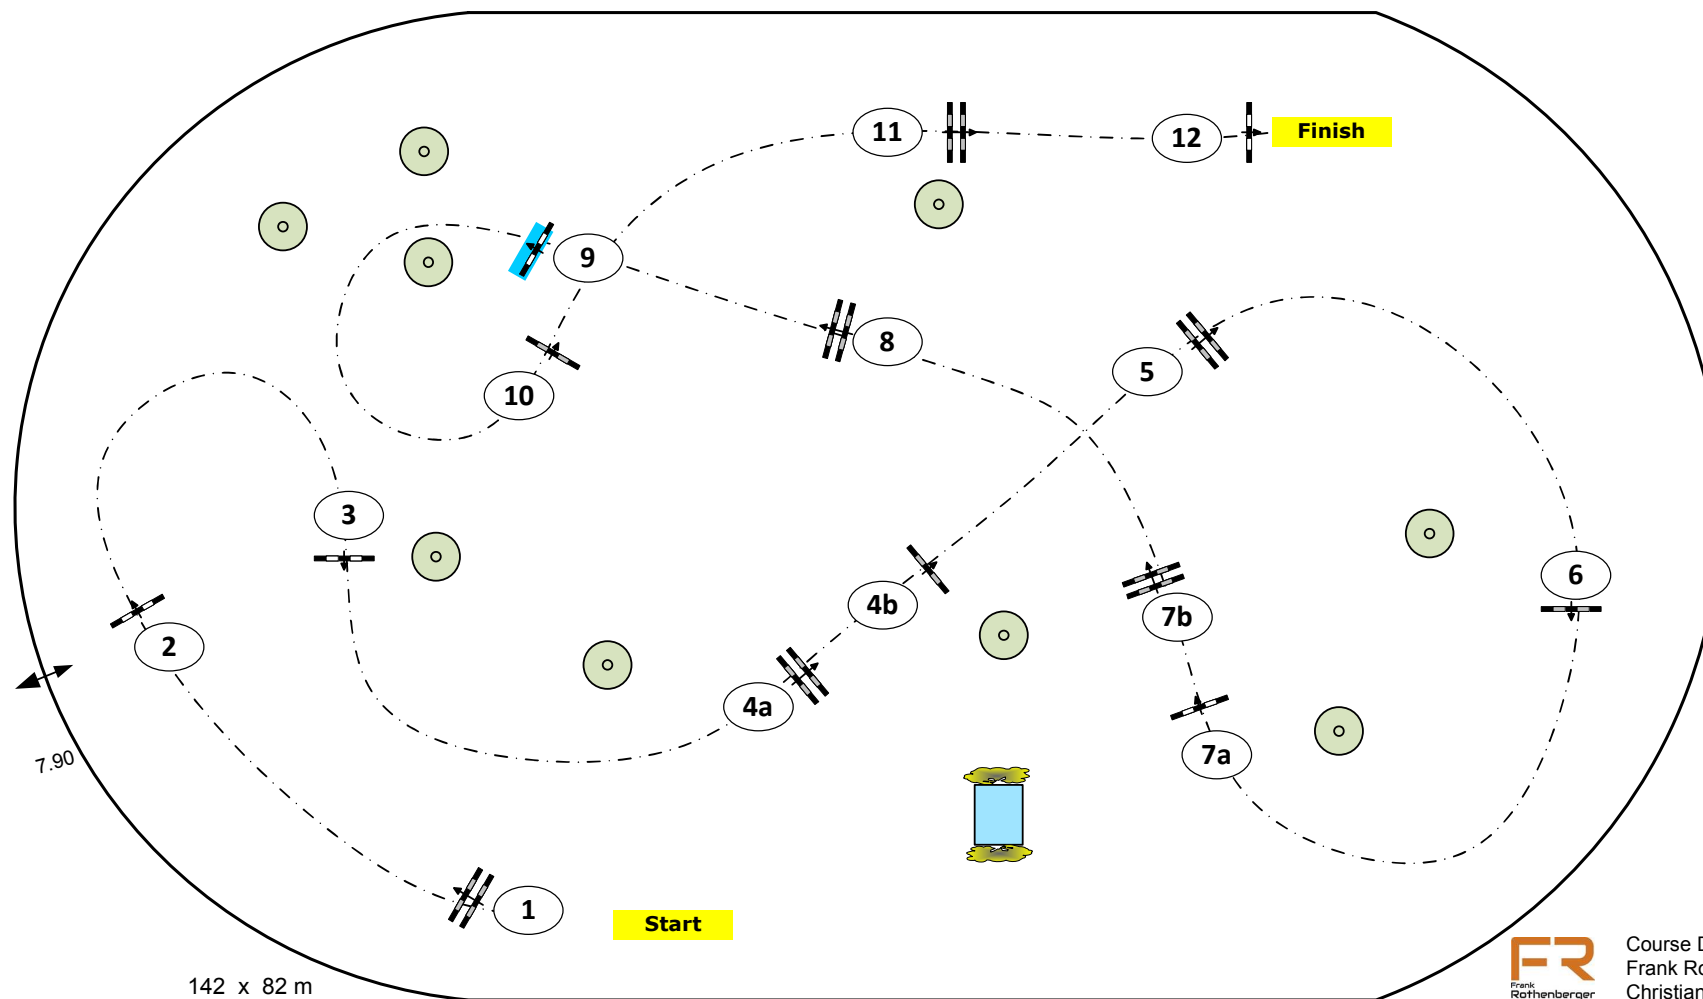 11
12
Finish
9
8
5
10
3
6
4b
7b
2
4a
7a
7.90
1
Start
142 x 82 m
FR
Frank
Rothenberger
Course D
Frank Ro
Christian